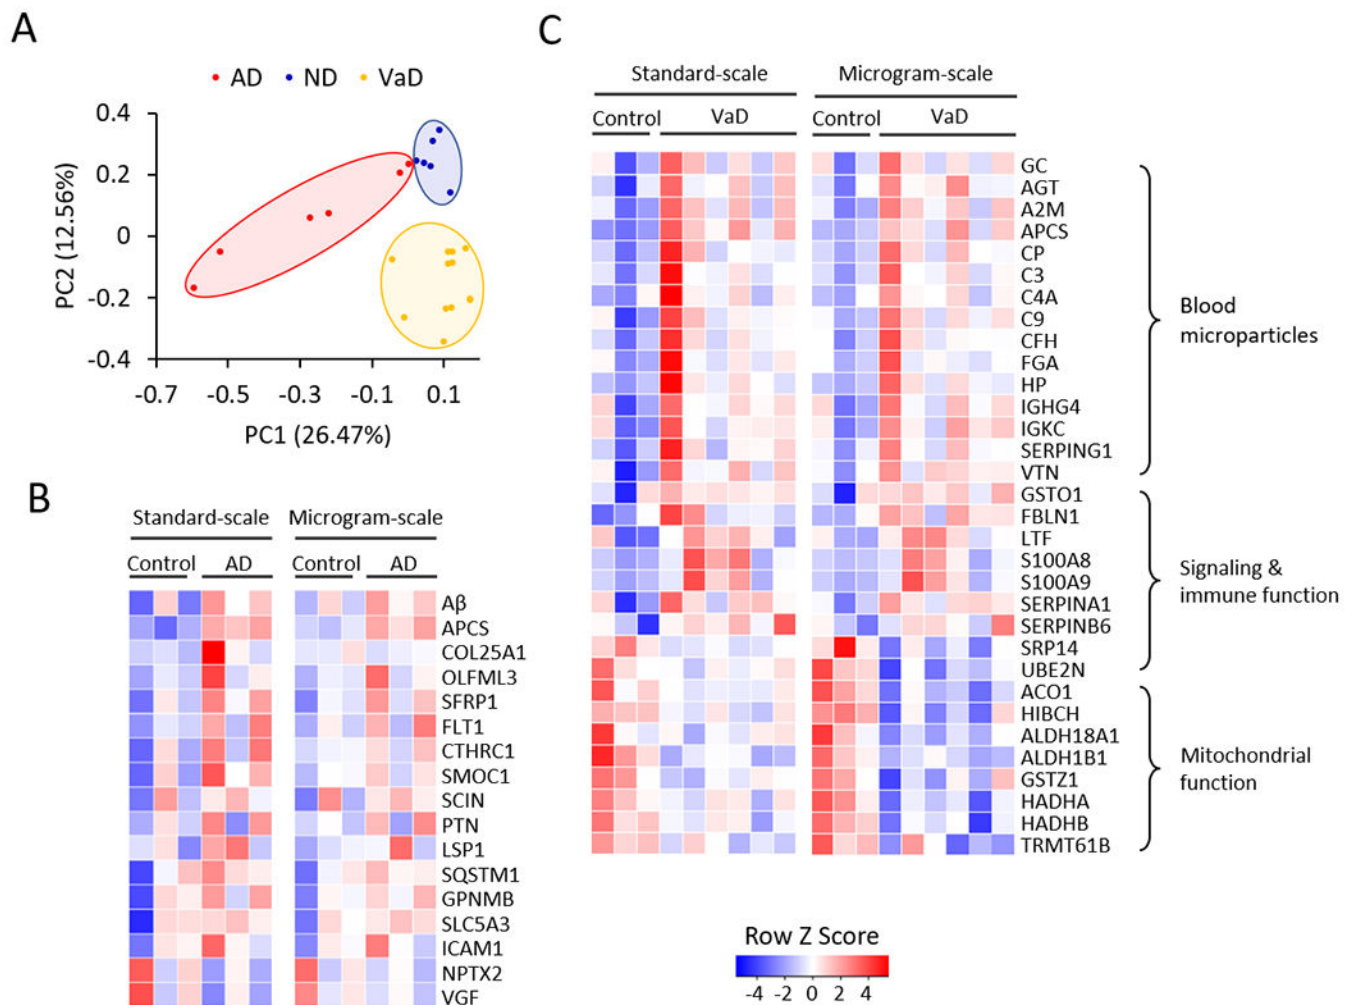 A
AD ND VaD
0.4
0.2
0
-0.2
-0.4
PC2 (12.56%)
-0.7 -0.5 -0.3 -0.1 0.1
PC1 (26.47%)
B
Standard-scale Microgram-scale
Control AD Control AD
Aβ
APCS
COL25A1
OLFML3
SFRP1
FLT1
CTHRC1
SMOC1
SCIN
PTN
LSP1
SQSTM1
GPNMB
SLC5A3
ICAM1
NPTX2
VGF
C
Standard-scale Microgram-scale
Control VaD Control VaD
GC
AGT
A2M
APCS
CP
C3
C4A
C9
CFH
FGA
HP
IGHG4
IGKC
SERPING1
VTN
GSTO1
FBLN1
LTF
S100A8
S100A9
SERPINA1
SERPINB6
SRP14
UBE2N
ACO1
HIBCH
ALDH18A1
ALDH1B1
GSTZ1
HADHA
HADHB
TRMT61B
Blood
microparticles
Signaling &
immune function
Mitochondrial
function
Row Z Score
-4 -2 0 2 4